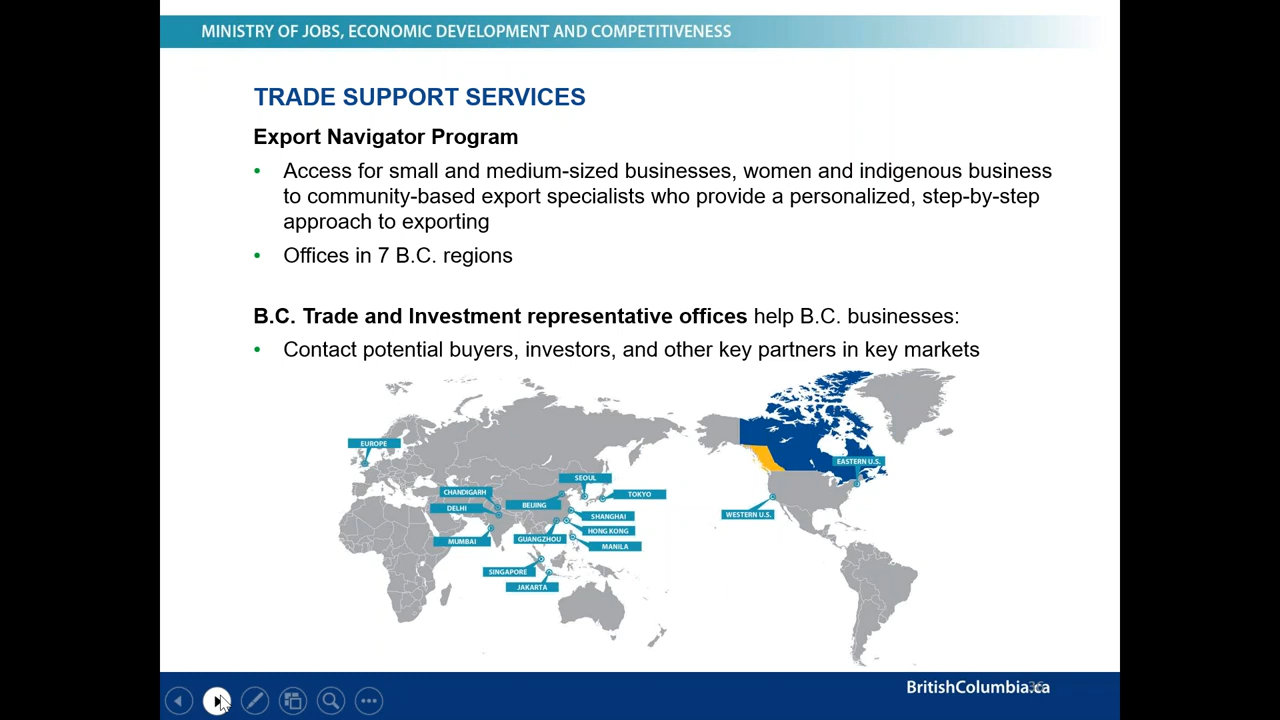 MINISTRY OF JOBS, ECONOMIC DEVELOPMENT AND COMPETITIVENESS
TRADE SUPPORT SERVICES
Export Navigator Program
• Access for small and medium-sized businesses, women and indigenous business
to community-based export specialists who provide a personalized, step-by-step
approach to exporting
• Offices in 7 B.C. regions
B.C. Trade and Investment representative offices help B.C. businesses:
• Contact potential buyers, investors, and other key partners in key markets
EUROPE
EASTERN U.S.
SEOUL
CHANDIGARH
TOKYO
BEIJING
DELHI
WESTERN U.S.
SHANGHAI
HONG KONG
GUANGZHOU
MUMBAI
MANILA
SINGAPORE
JAKARTA
BritishColumbia.ca